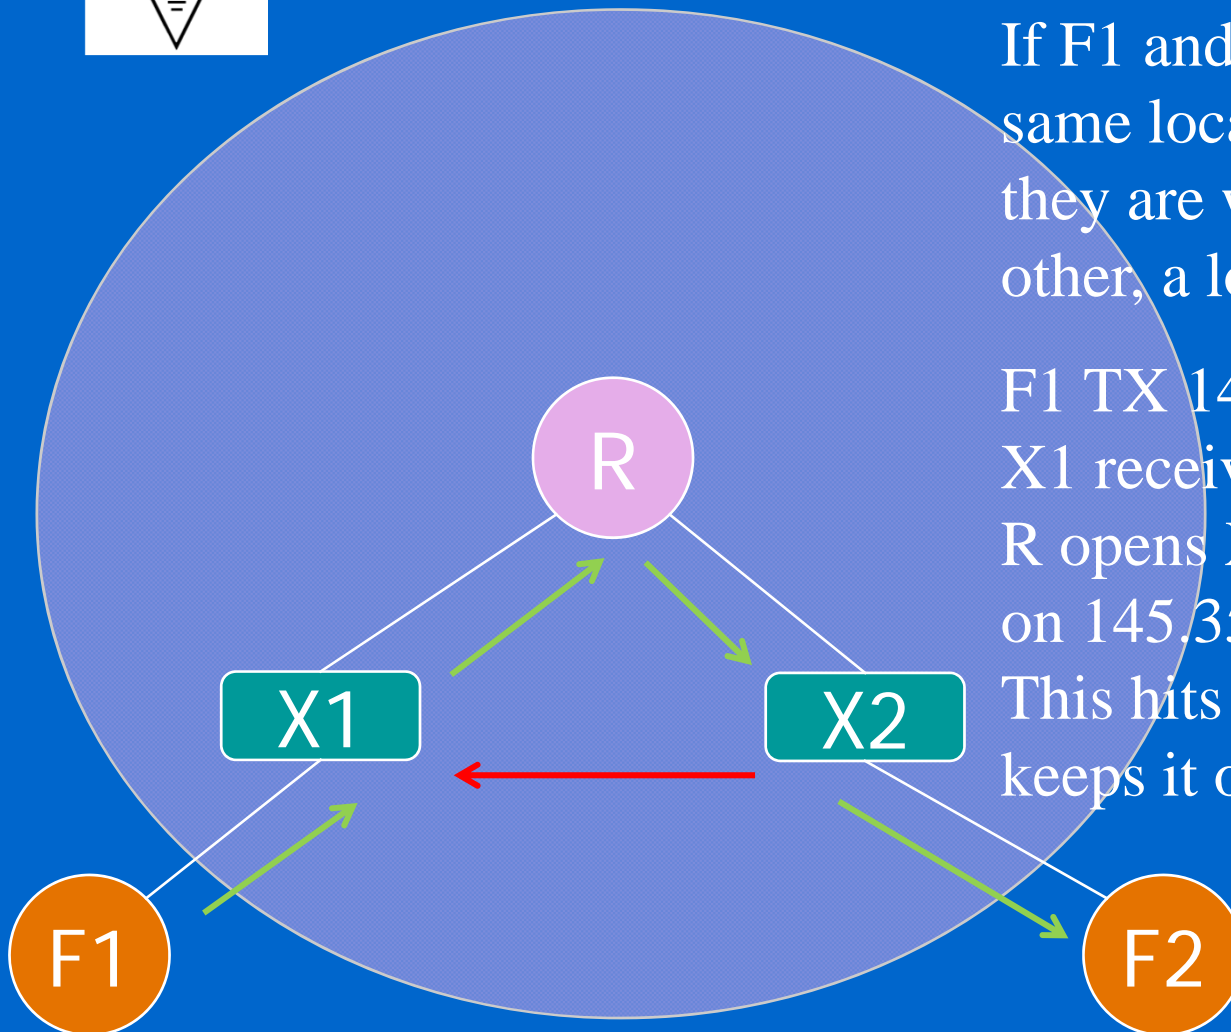 If F1 and
same loca
they are
other, a
F1 TX 14
X1 receiv
R opens
on 145.3
This hits
keeps it
R
X1
X2
F1
F2